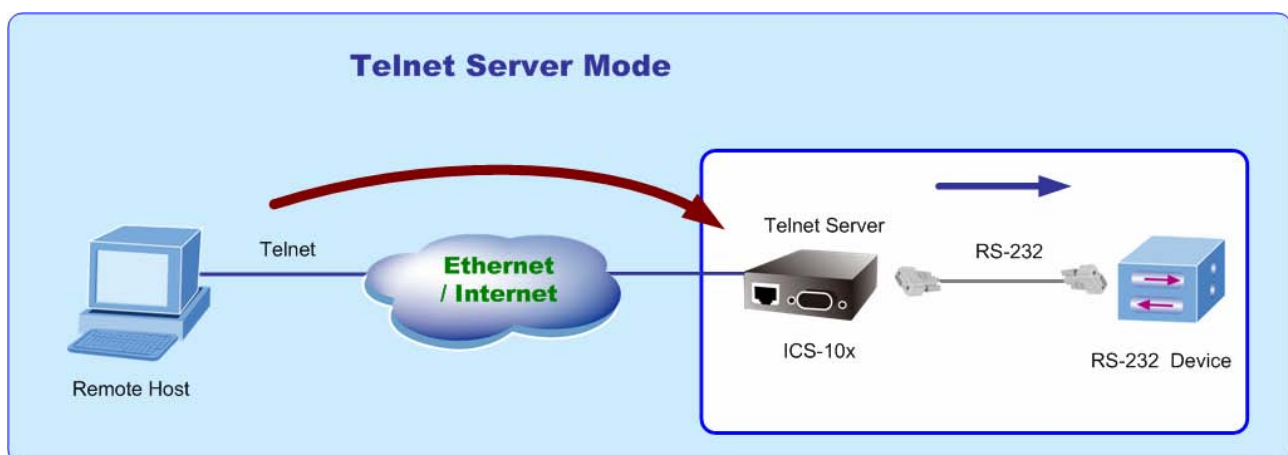 Telnet Server Mode
Telnet
Ethernet
/ Internet
Telnet Server
RS-232
ICS-10x
Remote Host
RS-232 Device